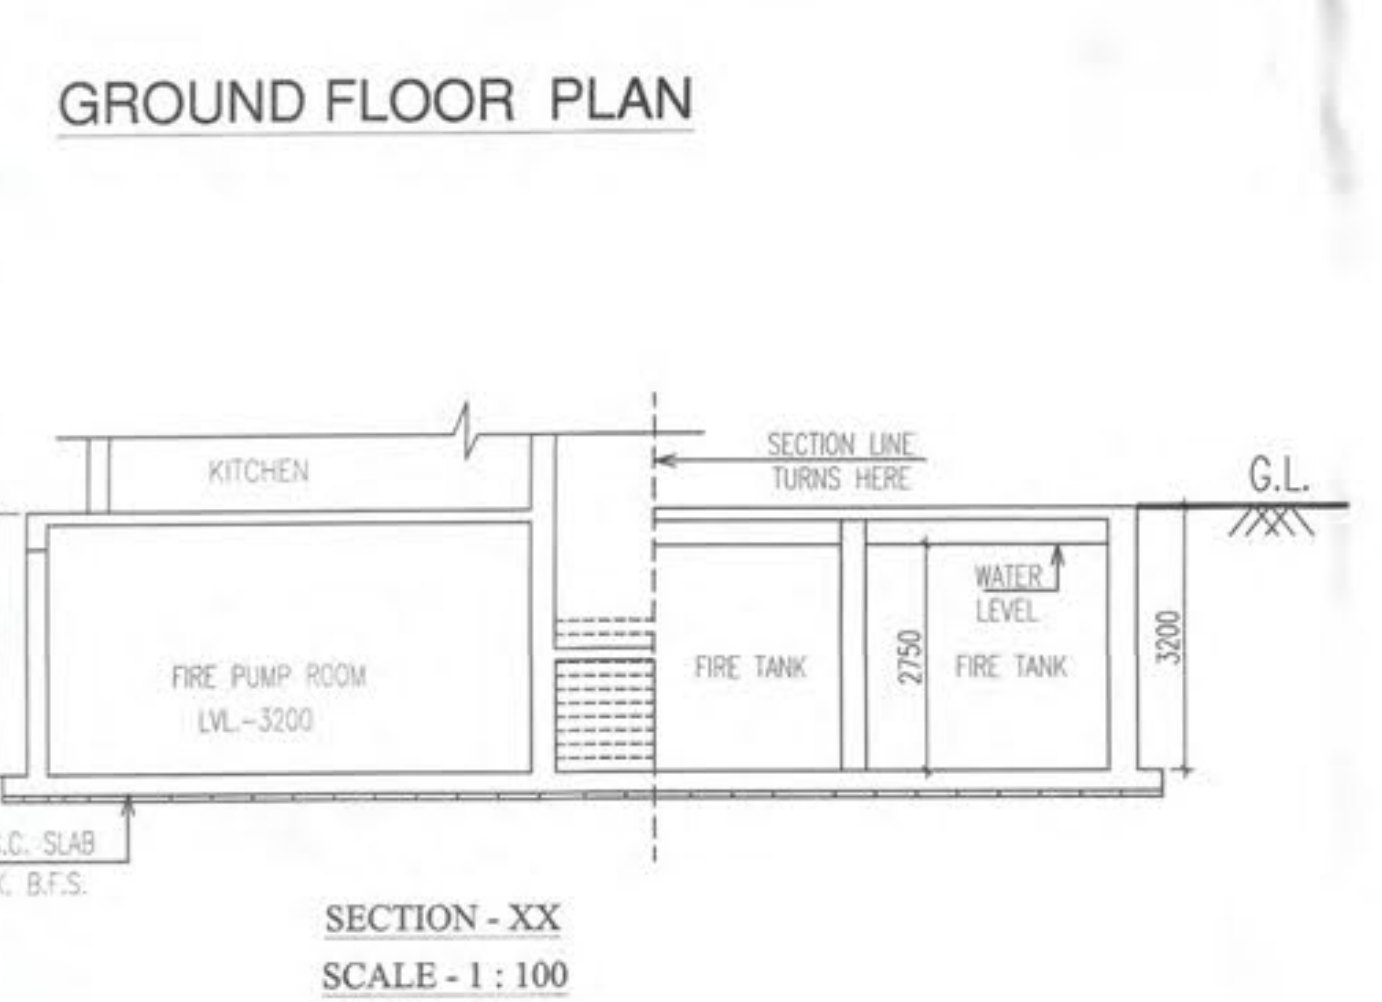 GROUND FLOOR PLAN
SECTION LINE
TURNS HERE
KITCHEN
G.L.
WATER
LEVEL
FIRE PUMP ROOM
LVL.-3200
FIRE TANK
2750
FIRE TANK
3200
.C. SLAB
. B.F.S.
SECTION - XX
SCALE - 1 : 100